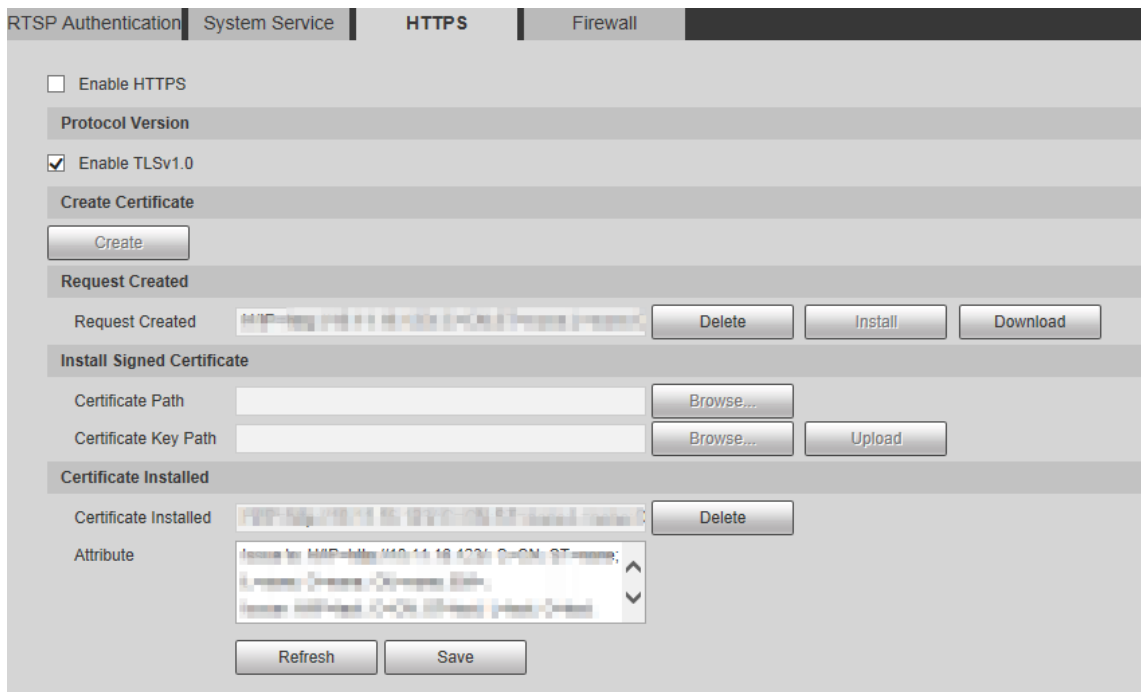 RTSP Authentication System Service HTTPS Firewall
Enable HTTPS
Protocol Version
Enable TLSv1.0
Create Certificate
Create
Request Created
Request Created Delete Install Download
Install Signed Certificate
Certificate Path Browse...
Certificate Key Path Browse... Upload
Certificate Installed
Certificate Installed Delete
Attribute
Refresh Save